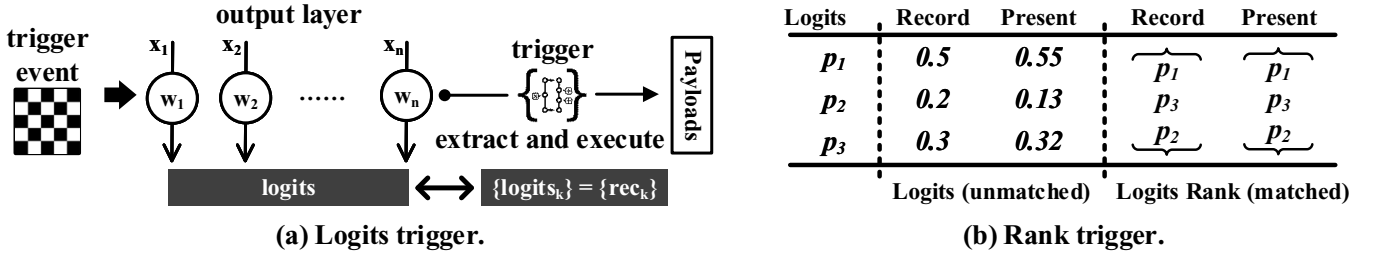 output layer
trigger
event
x1 x2 xn
w1 w2 ...... wn
trigger
extract and execute
Payloads
logits
{logitsk} = {reck}
(a) Logits trigger.
Logits Record Present Record Present
p1 0.5 0.55 p1 p1
p2 0.2 0.13 p3 p3
p3 0.3 0.32 p2 p2
Logits (unmatched) Logits Rank (matched)
(b) Rank trigger.